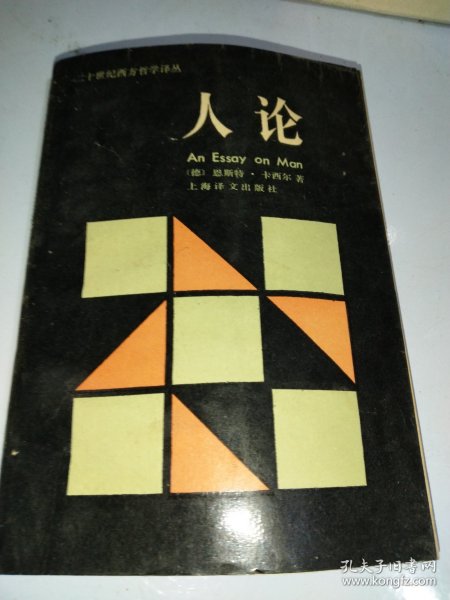 二十世纪西方哲学译丛
人论
An Essay on Man
〔德〕恩斯特·卡西尔著
上海译文出版社
孔夫子旧书网
www.kongfz.com